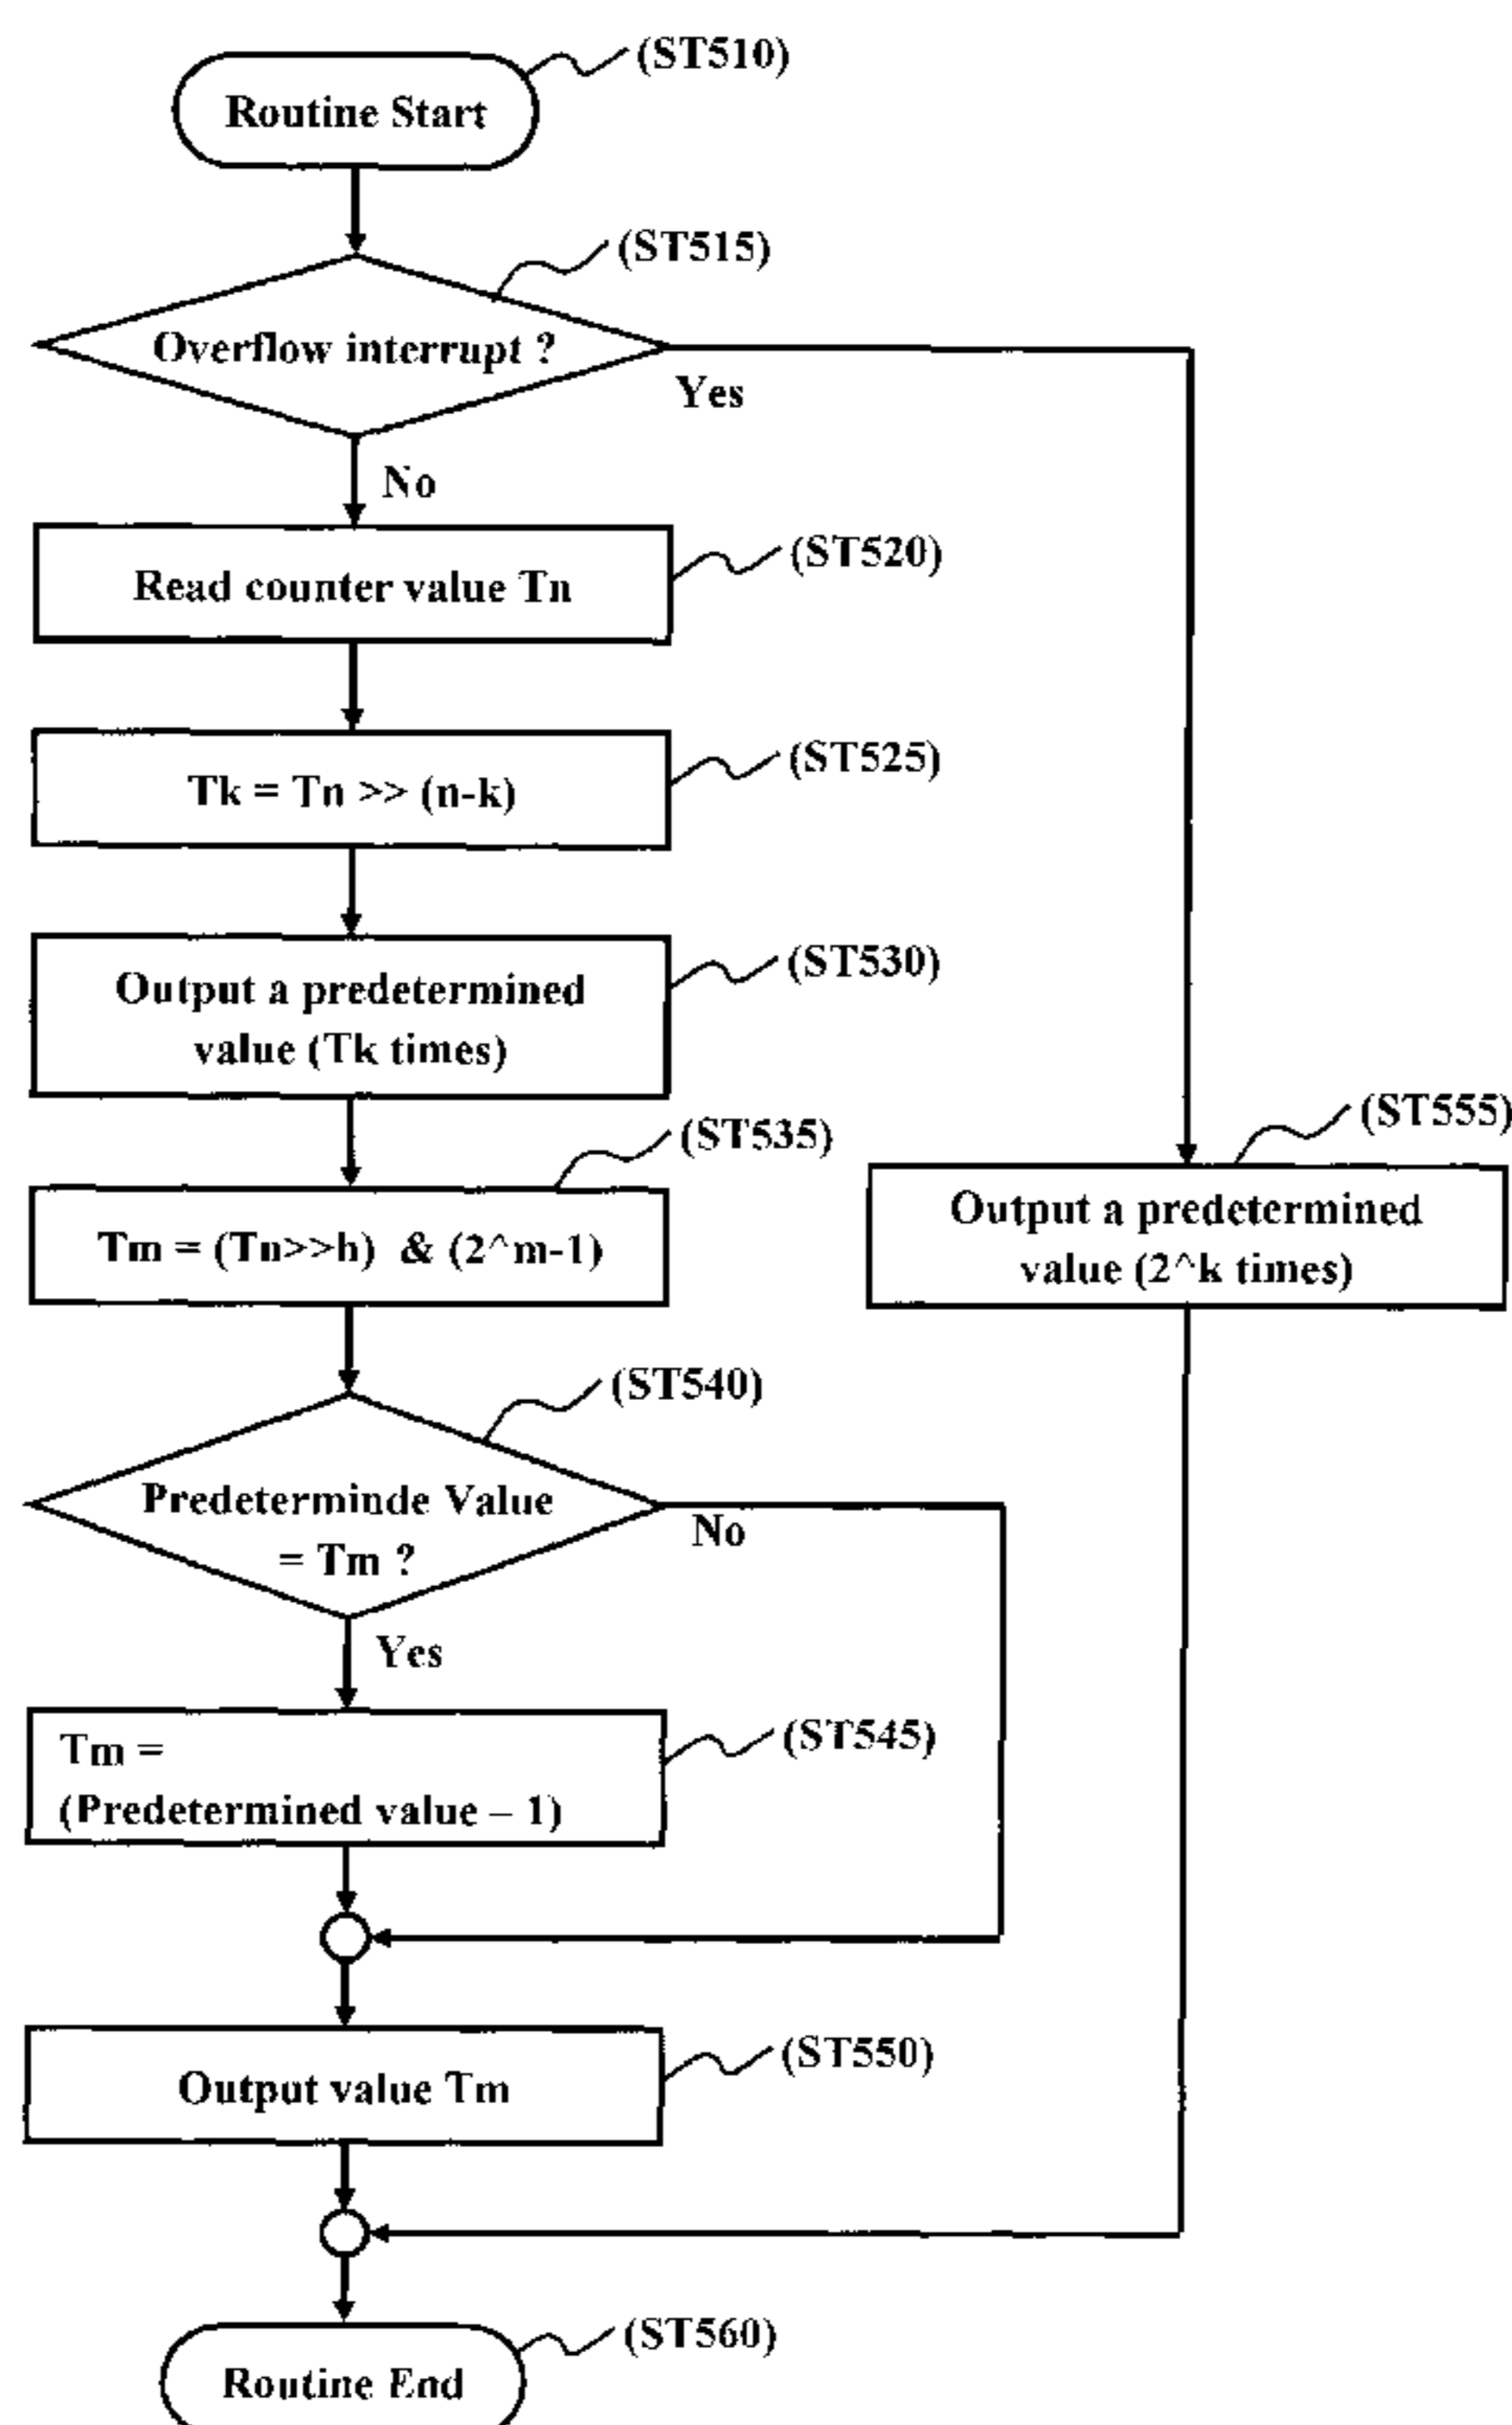 (ST510)
Routine Start
(ST515)
Overflow interrupt ?
Yes
No
(ST520)
Read counter value Tn
(ST525)
Tk = Tn >> (n-k)
(ST530)
Output a predetermined
value (Tk times)
(ST535)
Tm = (Tn>>h) & (2^m-1)
(ST555)
Output a predetermined
value (2^k times)
(ST540)
Predeterminde Value
= Tm ?
No
Yes
(ST545)
Tm =
(Predetermined value – 1)
(ST550)
Output value Tm
(ST560)
Routine End